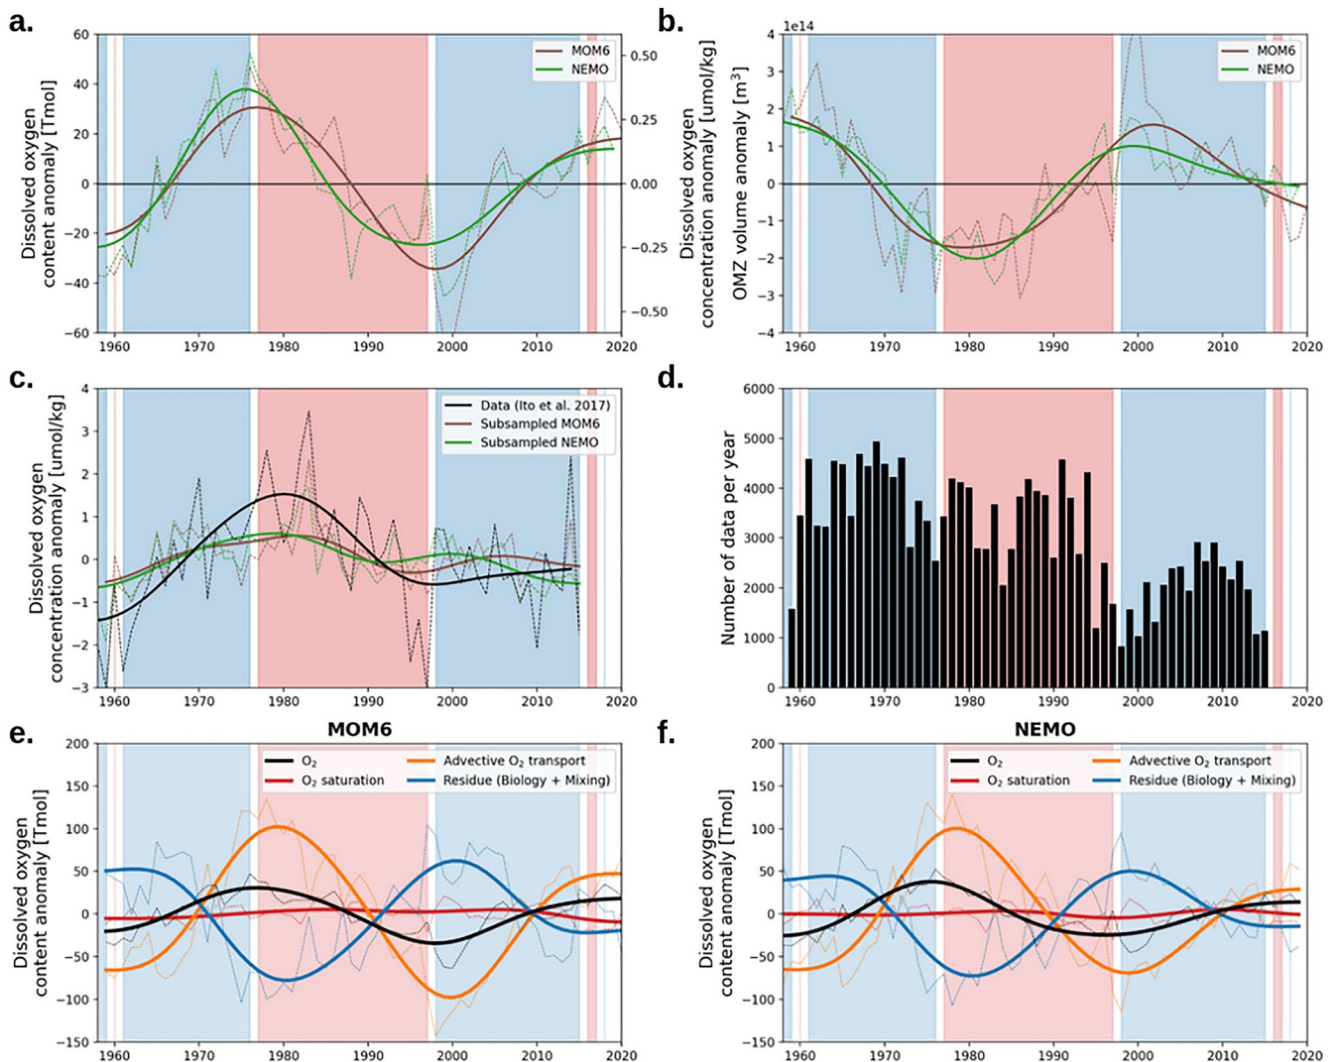 a.
60
40
20
0
−20
−40
−60
Dissolved oxygen
content anomaly [Tmol]
MOM6
NEMO
0.50
0.25
0.00
−0.25
−0.50
Dissolved oxygen
concentration anomaly [umol/kg]
1960 1970 1980 1990 2000 2010 2020
b.
1e14
4
3
2
1
0
−1
−2
−3
−4
OMZ volume anomaly [m³]
MOM6
NEMO
1960 1970 1980 1990 2000 2010 2020
c.
4
3
2
1
0
−1
−2
−3
Dissolved oxygen
concentration anomaly [umol/kg]
Data (Ito et al. 2017)
Subsampled MOM6
Subsampled NEMO
1960 1970 1980 1990 2000 2010 2020
d.
6000
5000
4000
3000
2000
1000
0
Number of data per year
1960 1970 1980 1990 2000 2010 2020
e.
MOM6
200
150
100
50
0
−50
−100
−150
Dissolved oxygen
content anomaly [Tmol]
O₂
O₂ saturation
Advective O₂ transport
Residue (Biology + Mixing)
1960 1970 1980 1990 2000 2010 2020
f.
NEMO
200
150
100
50
0
−50
−100
−150
Dissolved oxygen
content anomaly [Tmol]
O₂
O₂ saturation
Advective O₂ transport
Residue (Biology + Mixing)
1960 1970 1980 1990 2000 2010 2020